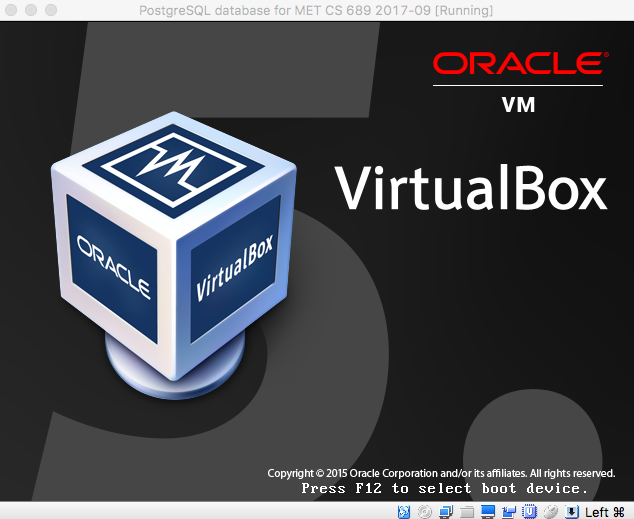 PostgreSQL database for MET CS 689 2017-09 [Running]
ORACLE®
VM
VirtualBox
ORACLE
VirtualBox
Copyright © 2015 Oracle Corporation and/or its affiliates. All rights reserved.
Press F12 to select boot device.
Left ⌘